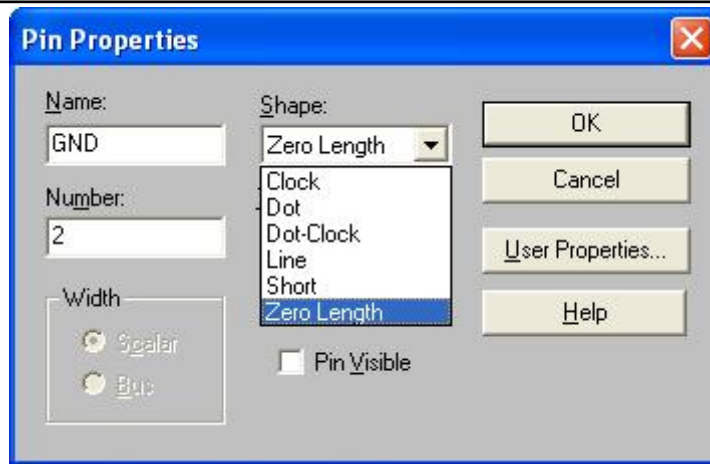 Pin Properties
Name:
GND
Number:
2
Width
Scalar
Bus
Shape:
Zero Length
Clock
Dot
Dot-Clock
Line
Short
Zero Length
Pin Visible
OK
Cancel
User Properties...
Help